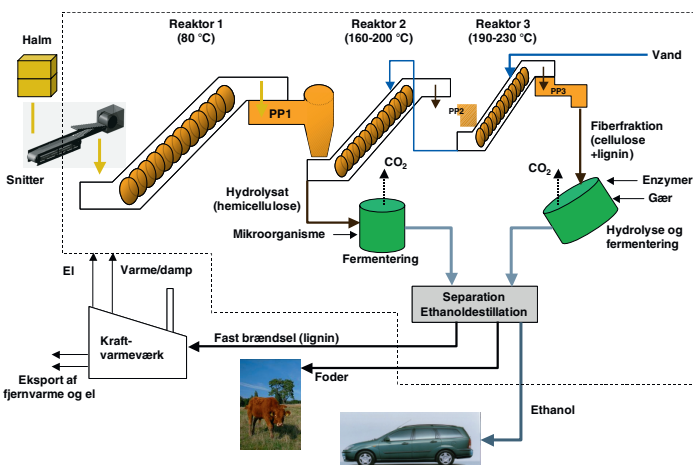 Reaktor 1
(80 °C)
Reaktor 2
(160-200 °C)
Reaktor 3
(190-230 °C)
Halm
Vand
PP1
PP2
PP3
Snitter
Fiberfraktion
(cellulose
+lignin)
CO2
CO2
Hydrolysat
(hemicellulose)
Enzymer
Gær
Mikroorganisme
Fermentering
Hydrolyse og
fermentering
El
Varme/damp
Separation
Ethanoldestillation
Kraft-
varmeværk
Fast brændsel (lignin)
Foder
Eksport af
fjernvarme og el
Ethanol